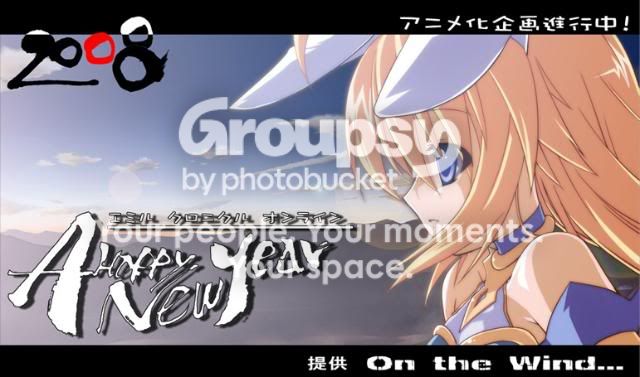 アニメ化企画進行中!
2008
Groupsy
by photobucket
エミル クロニクル オンライン
Your people. Your moments.
Your space.
A HAPPY
NEW YEAR
提供 On the Wind...